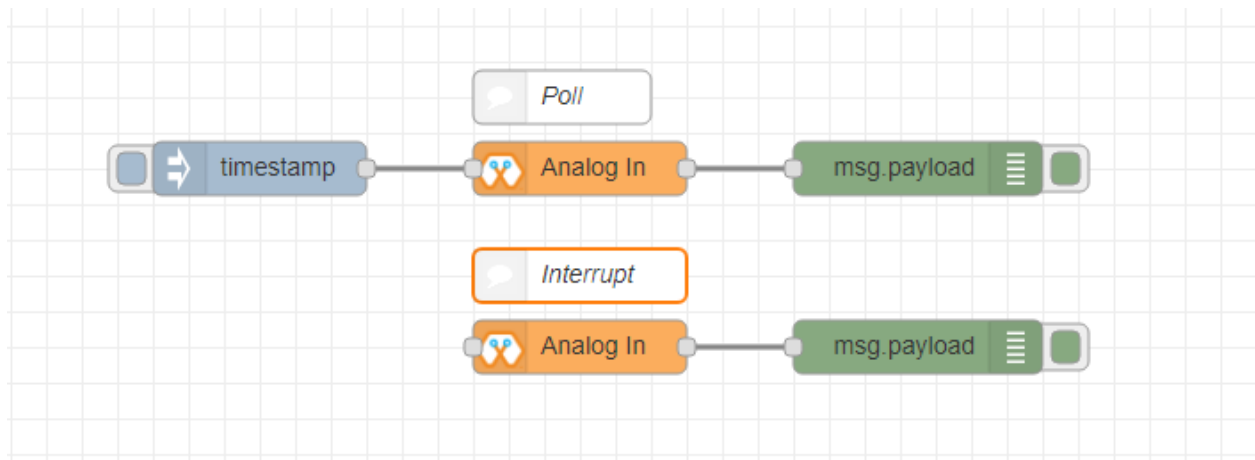 Poll
timestamp
Analog In
msg.payload
Interrupt
Analog In
msg.payload